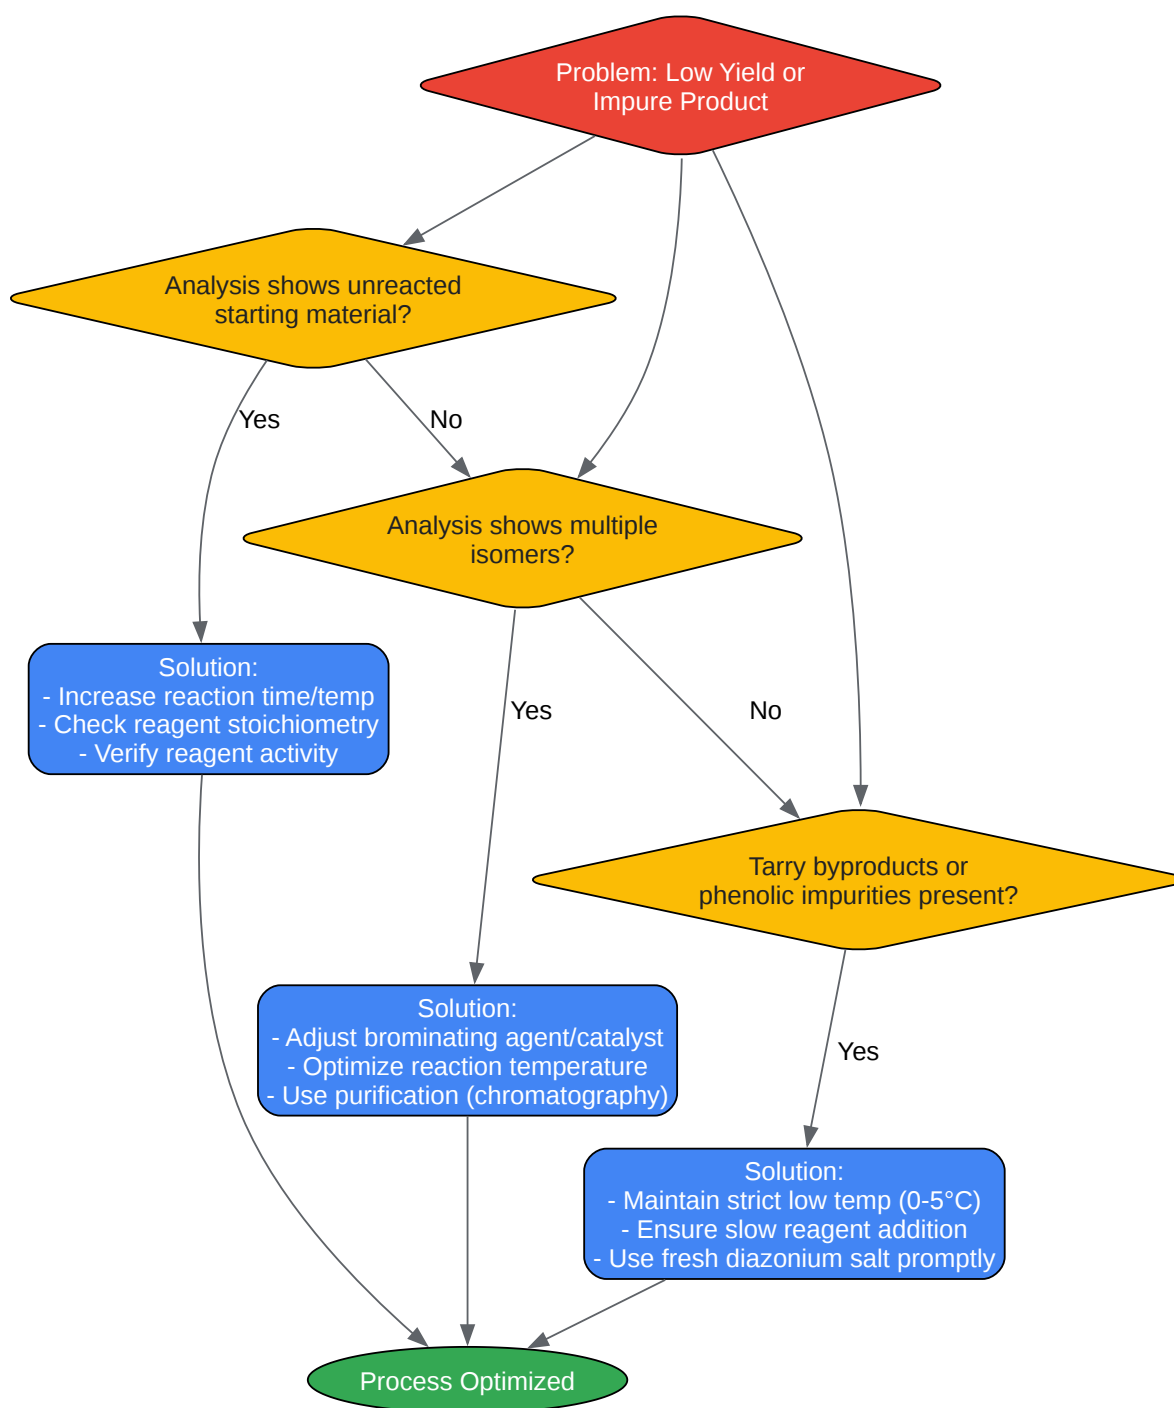 Problem: Low Yield or
Impure Product
Analysis shows unreacted
starting material?
Yes
No
Analysis shows multiple
isomers?
Solution:
- Increase reaction time/temp
- Check reagent stoichiometry
- Verify reagent activity
Yes
No
Tarry byproducts or
phenolic impurities present?
Solution:
- Adjust brominating agent/catalyst
- Optimize reaction temperature
- Use purification (chromatography)
Yes
Solution:
- Maintain strict low temp (0-5°C)
- Ensure slow reagent addition
- Use fresh diazonium salt promptly
Process Optimized